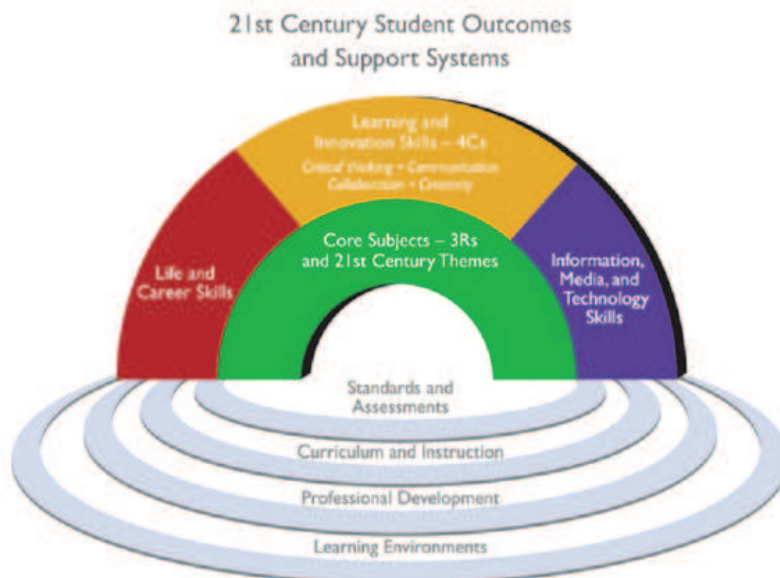 21st Century Student Outcomes
and Support Systems
Learning and
Innovation Skills – 4Cs
Critical thinking • Communication
Collaboration • Creativity
Core Subjects – 3Rs
and 21st Century Themes
Life and
Career Skills
Information,
Media, and
Technology
Skills
Standards and
Assessments
Curriculum and Instruction
Professional Development
Learning Environments